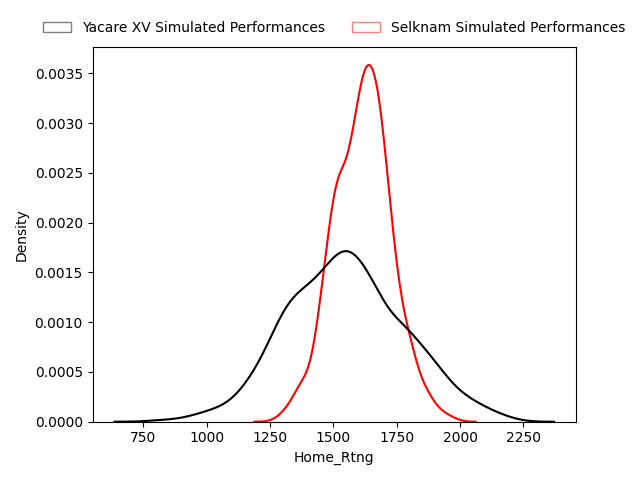 Yacare XV Simulated Performances Selknam Simulated Performances
0.0035
0.0030
0.0025
0.0020
0.0015
0.0010
0.0005
0.0000
Density
750 1000 1250 1500 1750 2000 2250
Home_Rtng